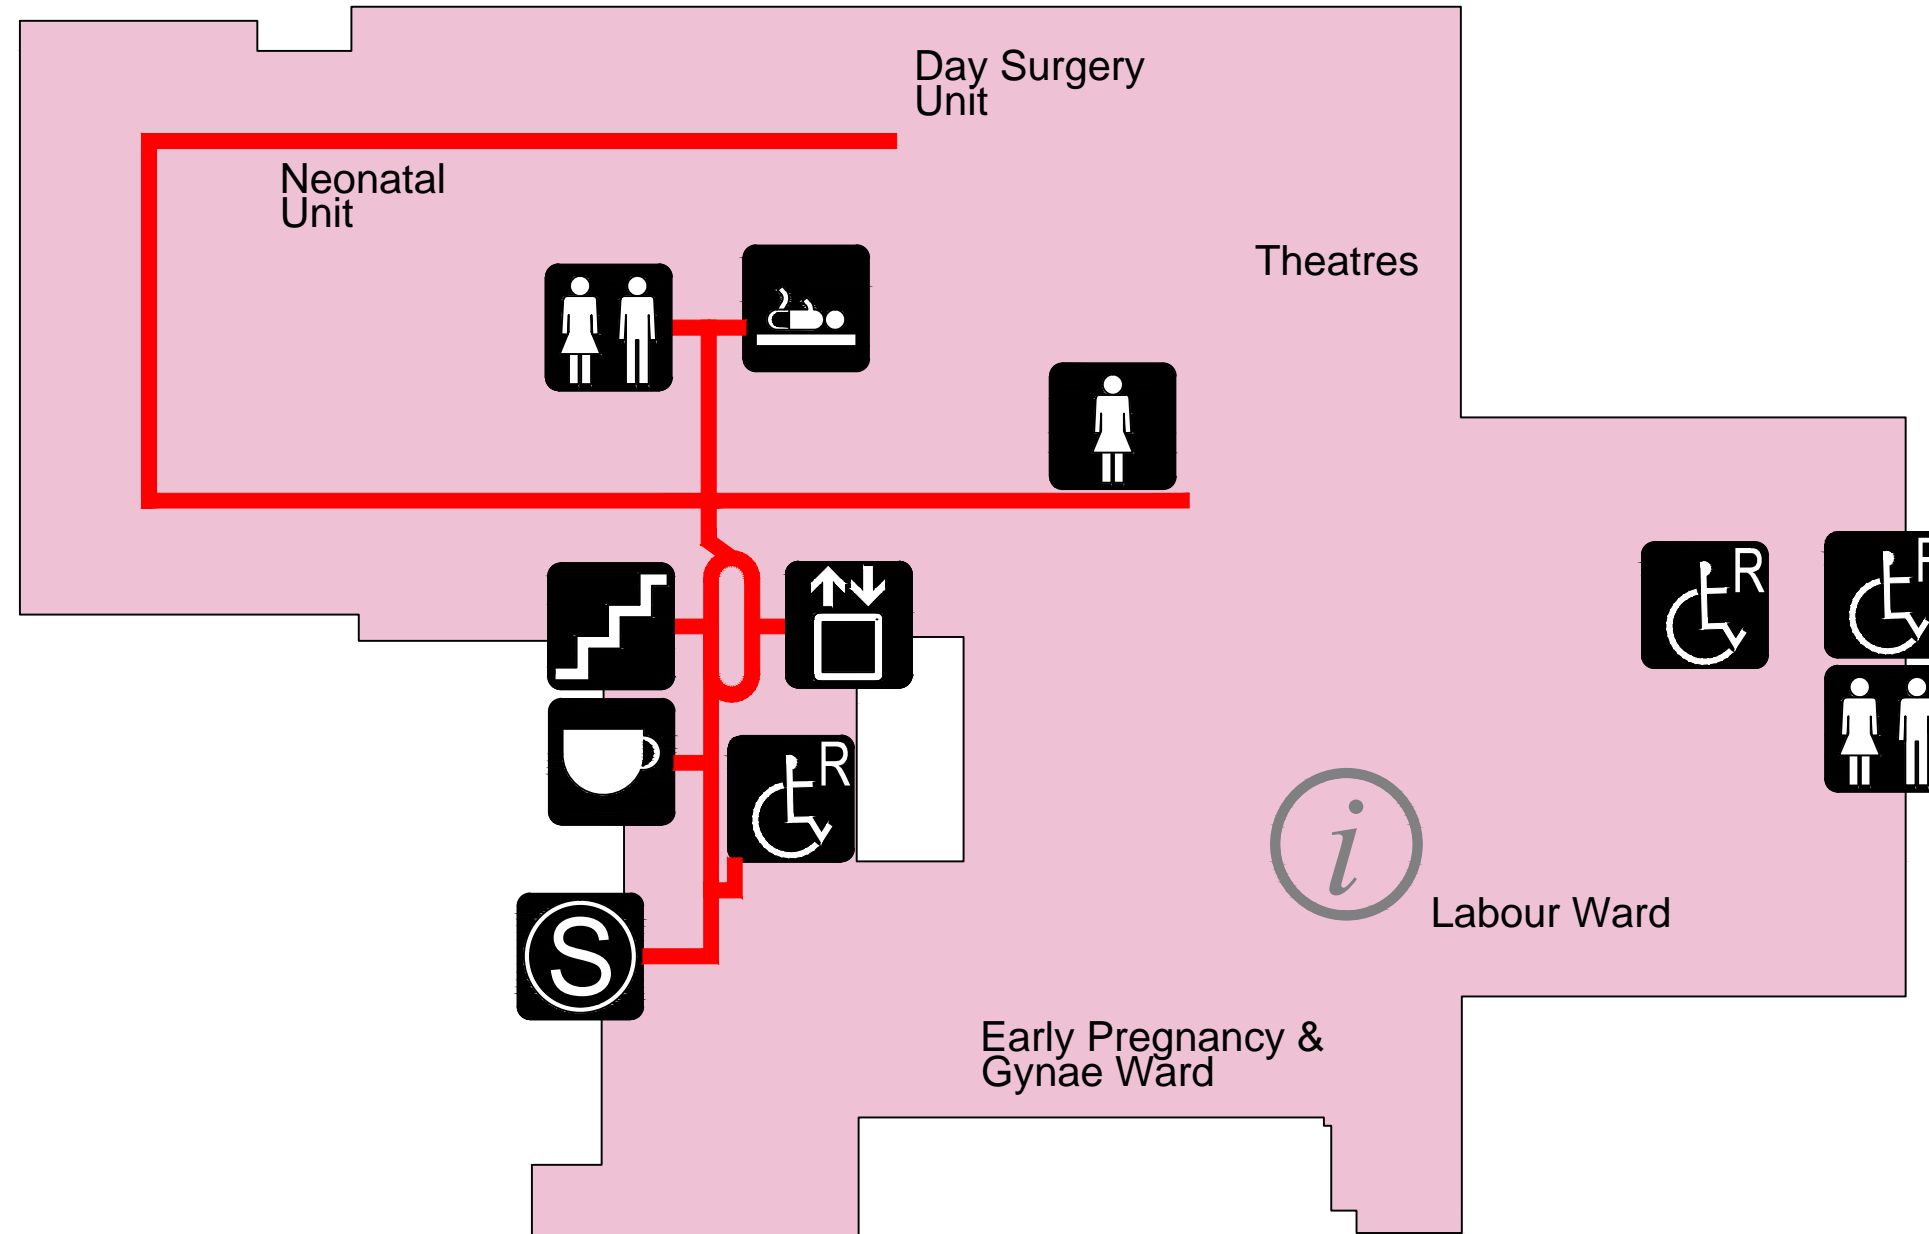 Day Surgery
Unit
Neonatal
Unit
Theatres
R
R
R
i
Labour Ward
S
Early Pregnancy &
Gynae Ward